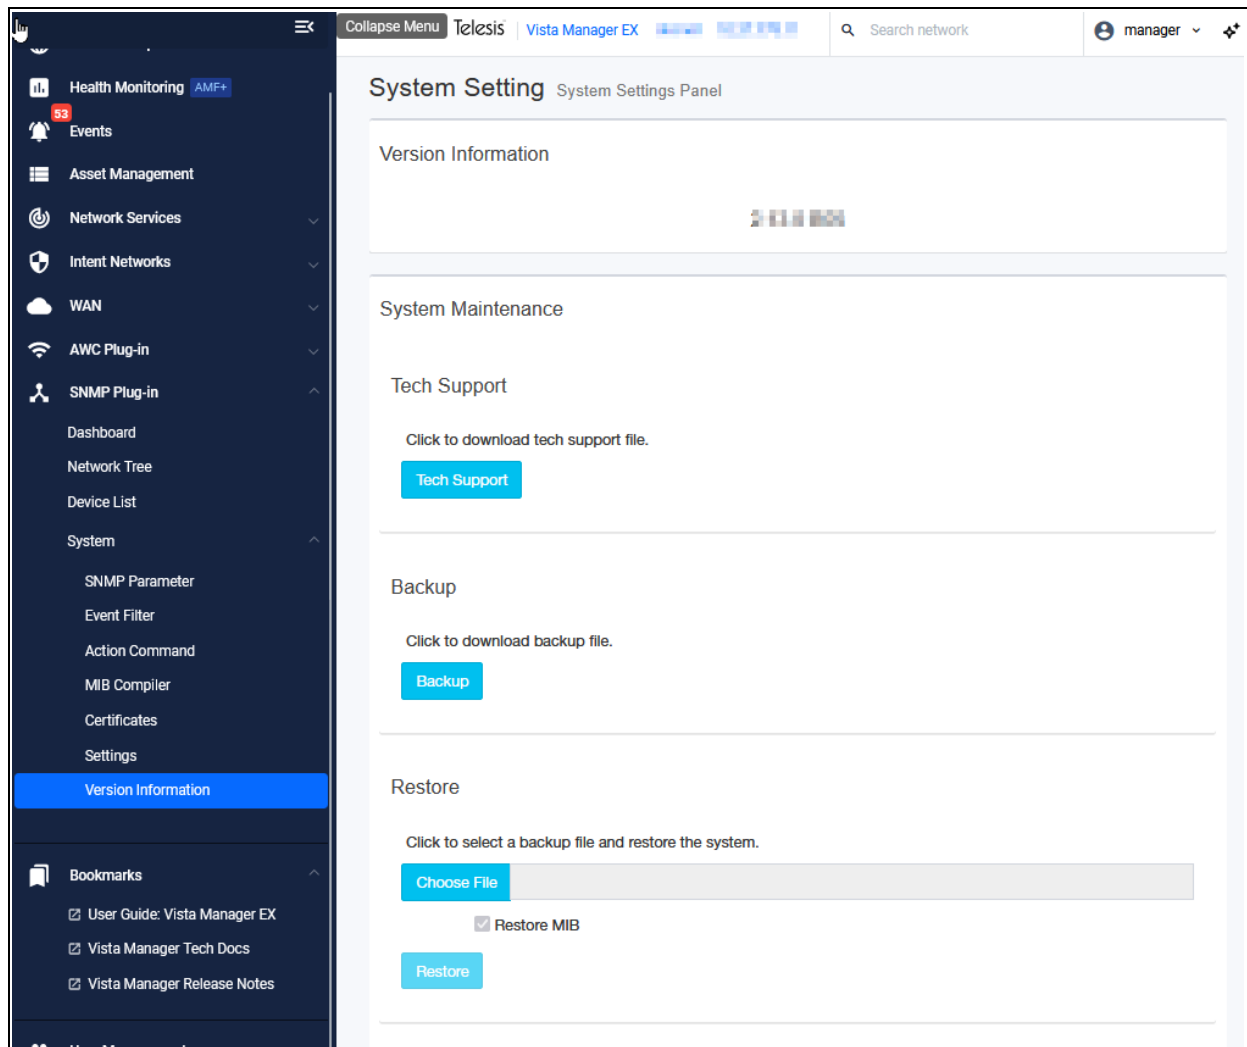 Collapse Menu
Telesis
Vista Manager EX
Search network
manager
Health Monitoring AMF+
53
Events
Asset Management
Network Services
Intent Networks
WAN
AWC Plug-in
SNMP Plug-in
Dashboard
Network Tree
Device List
System
SNMP Parameter
Event Filter
Action Command
MIB Compiler
Certificates
Settings
Version Information
Bookmarks
User Guide: Vista Manager EX
Vista Manager Tech Docs
Vista Manager Release Notes
System Setting System Settings Panel
Version Information
System Maintenance
Tech Support
Click to download tech support file.
Tech Support
Backup
Click to download backup file.
Backup
Restore
Click to select a backup file and restore the system.
Choose File
Restore MIB
Restore